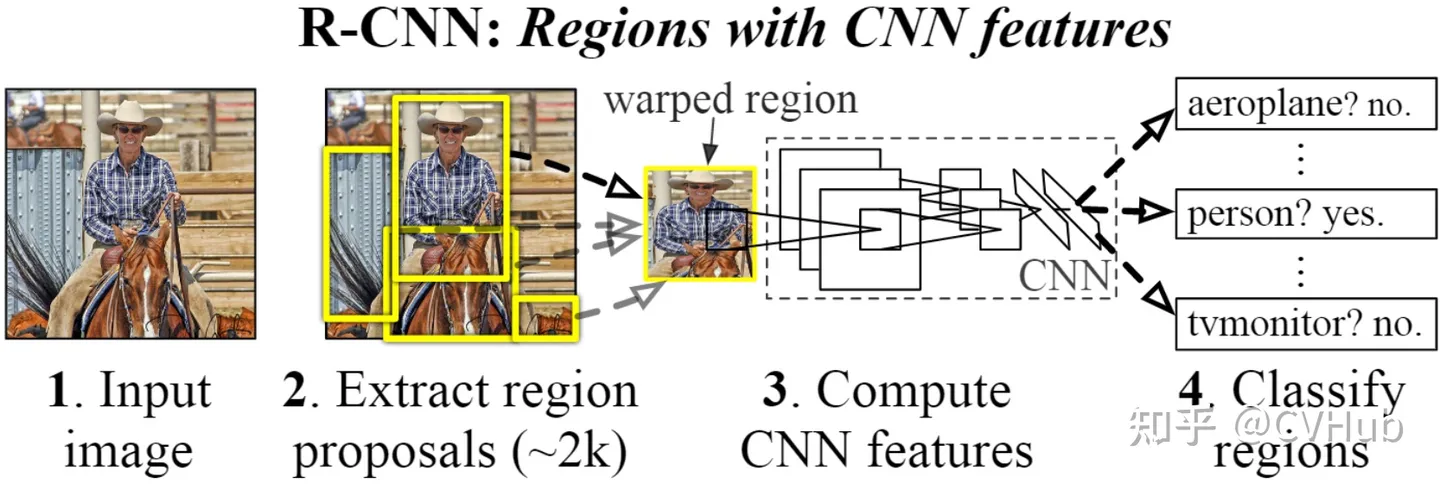 R-CNN: Regions with CNN features
warped region
aeroplane? no.
person? yes.
tvmonitor? no.
CNN
1. Input
image
2. Extract region
proposals (~2k)
3. Compute
CNN features
4. Classify
regions
知乎 @CVHub